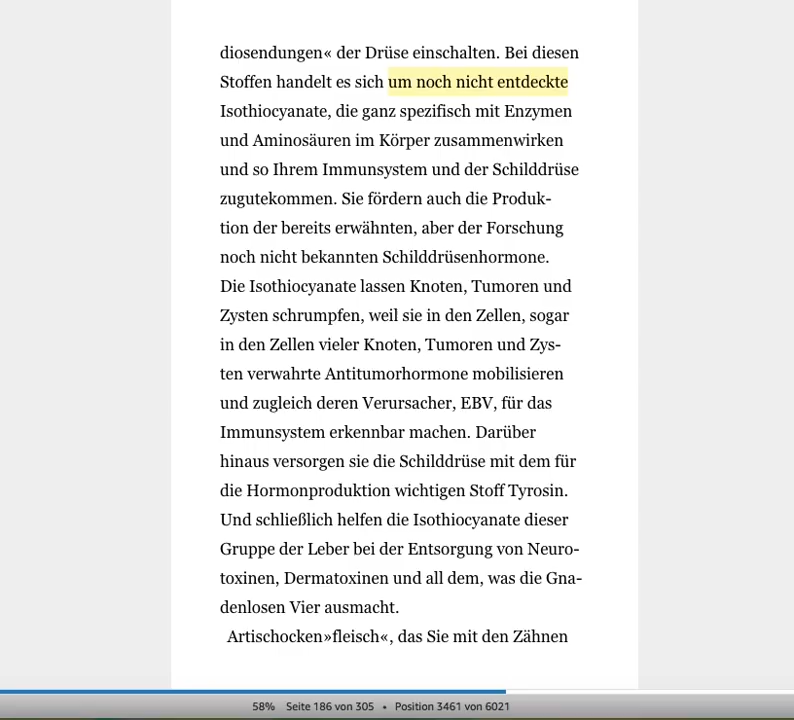 diosendungen« der Drüse einschalten. Bei diesen
Stoffen handelt es sich um noch nicht entdeckte
Isothiocyanate, die ganz spezifisch mit Enzymen
und Aminosäuren im Körper zusammenwirken
und so Ihrem Immunsystem und der Schilddrüse
zugutekommen. Sie fördern auch die Produk-
tion der bereits erwähnten, aber der Forschung
noch nicht bekannten Schilddrüsenhormone.
Die Isothiocyanate lassen Knoten, Tumoren und
Zysten schrumpfen, weil sie in den Zellen, sogar
in den Zellen vieler Knoten, Tumoren und Zys-
ten verwahrte Antitumorhormone mobilisieren
und zugleich deren Verursacher, EBV, für das
Immunsystem erkennbar machen. Darüber
hinaus versorgen sie die Schilddrüse mit dem für
die Hormonproduktion wichtigen Stoff Tyrosin.
Und schließlich helfen die Isothiocyanate dieser
Gruppe der Leber bei der Entsorgung von Neuro-
toxinen, Dermatoxinen und all dem, was die Gna-
denlosen Vier ausmacht.
Artischocken»fleisch«, das Sie mit den Zähnen
58% Seite 186 von 305 • Position 3461 von 6021